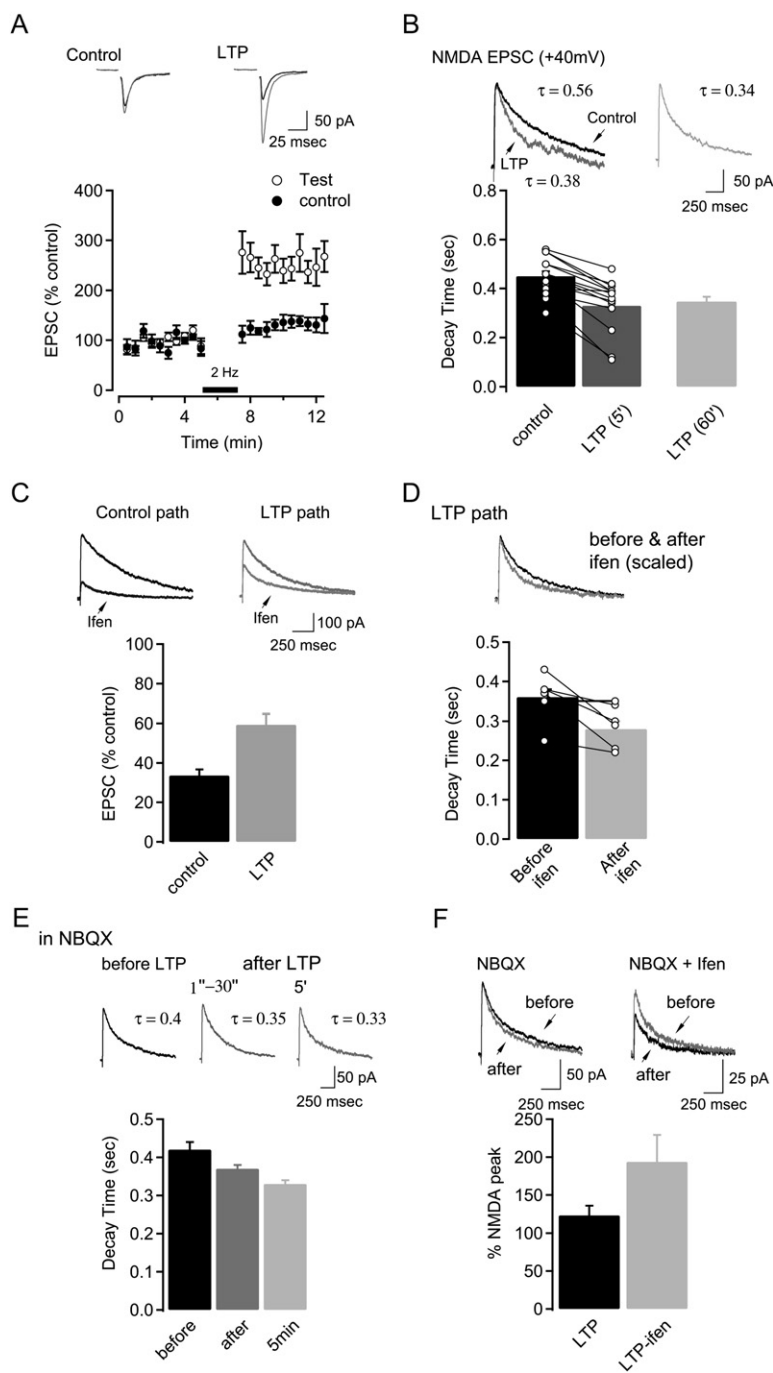 A
Control
LTP
50 pA
25 msec
Test
control
400
300
200
100
0
EPSC (% control)
2 Hz
0
4
8
12
Time (min)
B
NMDA EPSC (+40mV)
τ = 0.56
Control
LTP
τ = 0.38
τ = 0.34
50 pA
250 msec
0.8
0.6
0.4
0.2
0.0
Decay Time (sec)
control
LTP (5')
LTP (60')
C
Control path
LTP path
Ifen
Ifen
100 pA
250 msec
100
80
60
40
20
0
EPSC (% control)
control
LTP
D
LTP path
before & after
ifen (scaled)
0.5
0.4
0.3
0.2
0.1
0.0
Decay Time (sec)
Before
ifen
After
ifen
E
in NBQX
before LTP
after LTP
1"–30"
5'
τ = 0.4
τ = 0.35
τ = 0.33
50 pA
250 msec
0.5
0.4
0.3
0.2
0.1
0.0
Decay Time (sec)
before
after
5min
F
NBQX
NBQX + Ifen
before
after
before
after
50 pA
250 msec
25 pA
250 msec
250
200
150
100
50
0
% NMDA peak
LTP
LTP-ifen